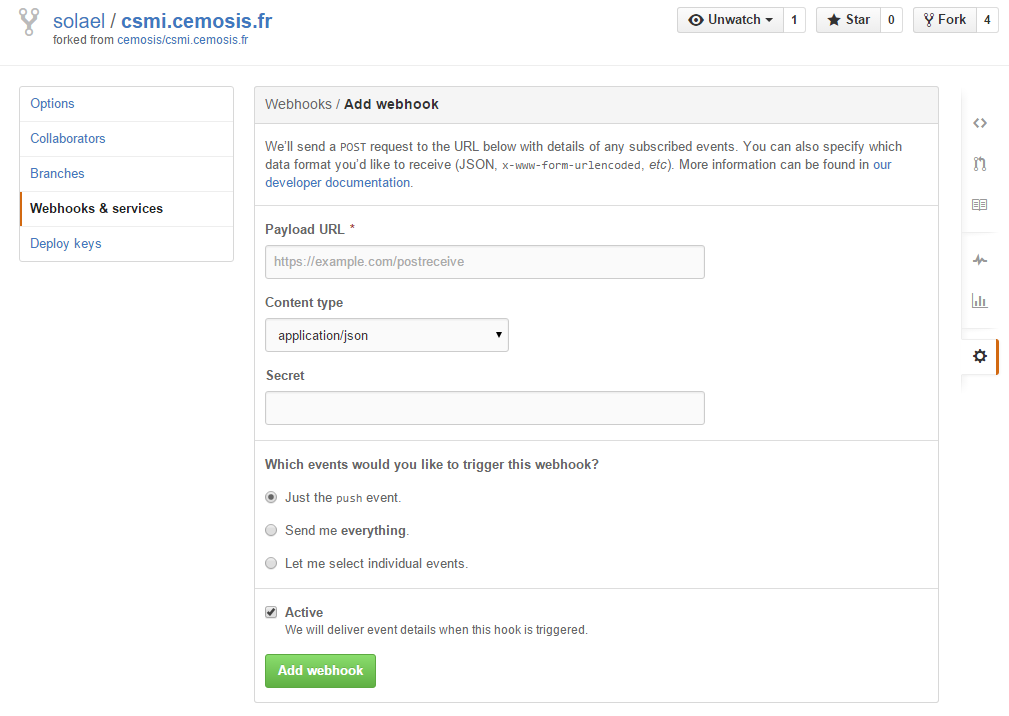 solael / csmi.cemosis.fr
forked from cemosis/csmi.cemosis.fr
Unwatch 1 Star 0 Fork 4
Options
Collaborators
Branches
Webhooks & services
Deploy keys
Webhooks / Add webhook
We'll send a POST request to the URL below with details of any subscribed events. You can also specify which
data format you'd like to receive (JSON, x-www-form-urlencoded, etc). More information can be found in our
developer documentation.
Payload URL *
https://example.com/postreceive
Content type
application/json
Secret
Which events would you like to trigger this webhook?
Just the push event.
Send me everything.
Let me select individual events.
Active
We will deliver event details when this hook is triggered.
Add webhook